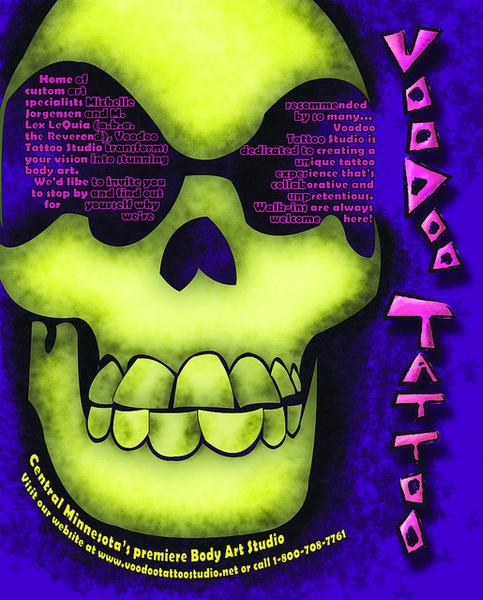 Home of
custom art
specialists Michelle
Jorgensen and M.
Lex LeQuia (a.b.a.
the Reverend), Voodoo
Tattoo Studio transforms
your vision into stunning
body art.
We'd like to invite you
to stop by and find out
for yourself why
we're
recommended
by so many...
Voodoo
Tattoo Studio is
dedicated to creating a
unique tattoo
experience that's
collaborative and
unpretentious.
Walk-ins are always
welcome here!
VOODOO
TATTOO
Central Minnesota's premiere Body Art Studio
Visit our website at www.voodootattoostudio.net or call 1-800-708-7761